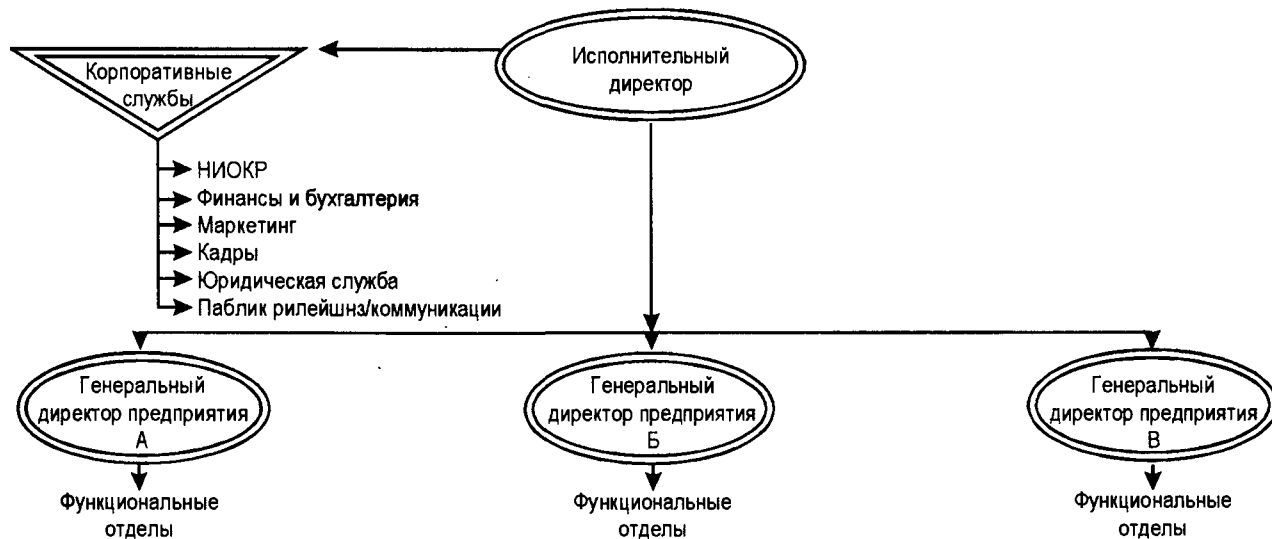 Исполнительный
директор
Корпоративные
службы
НИОКР
Финансы и бухгалтерия
Маркетинг
Кадры
Юридическая служба
Паблик рилейшнз/коммуникации
Генеральный
директор предприятия
А
Генеральный
директор предприятия
Б
Генеральный
директор предприятия
В
Функциональные
отделы
Функциональные
отделы
Функциональные
отделы